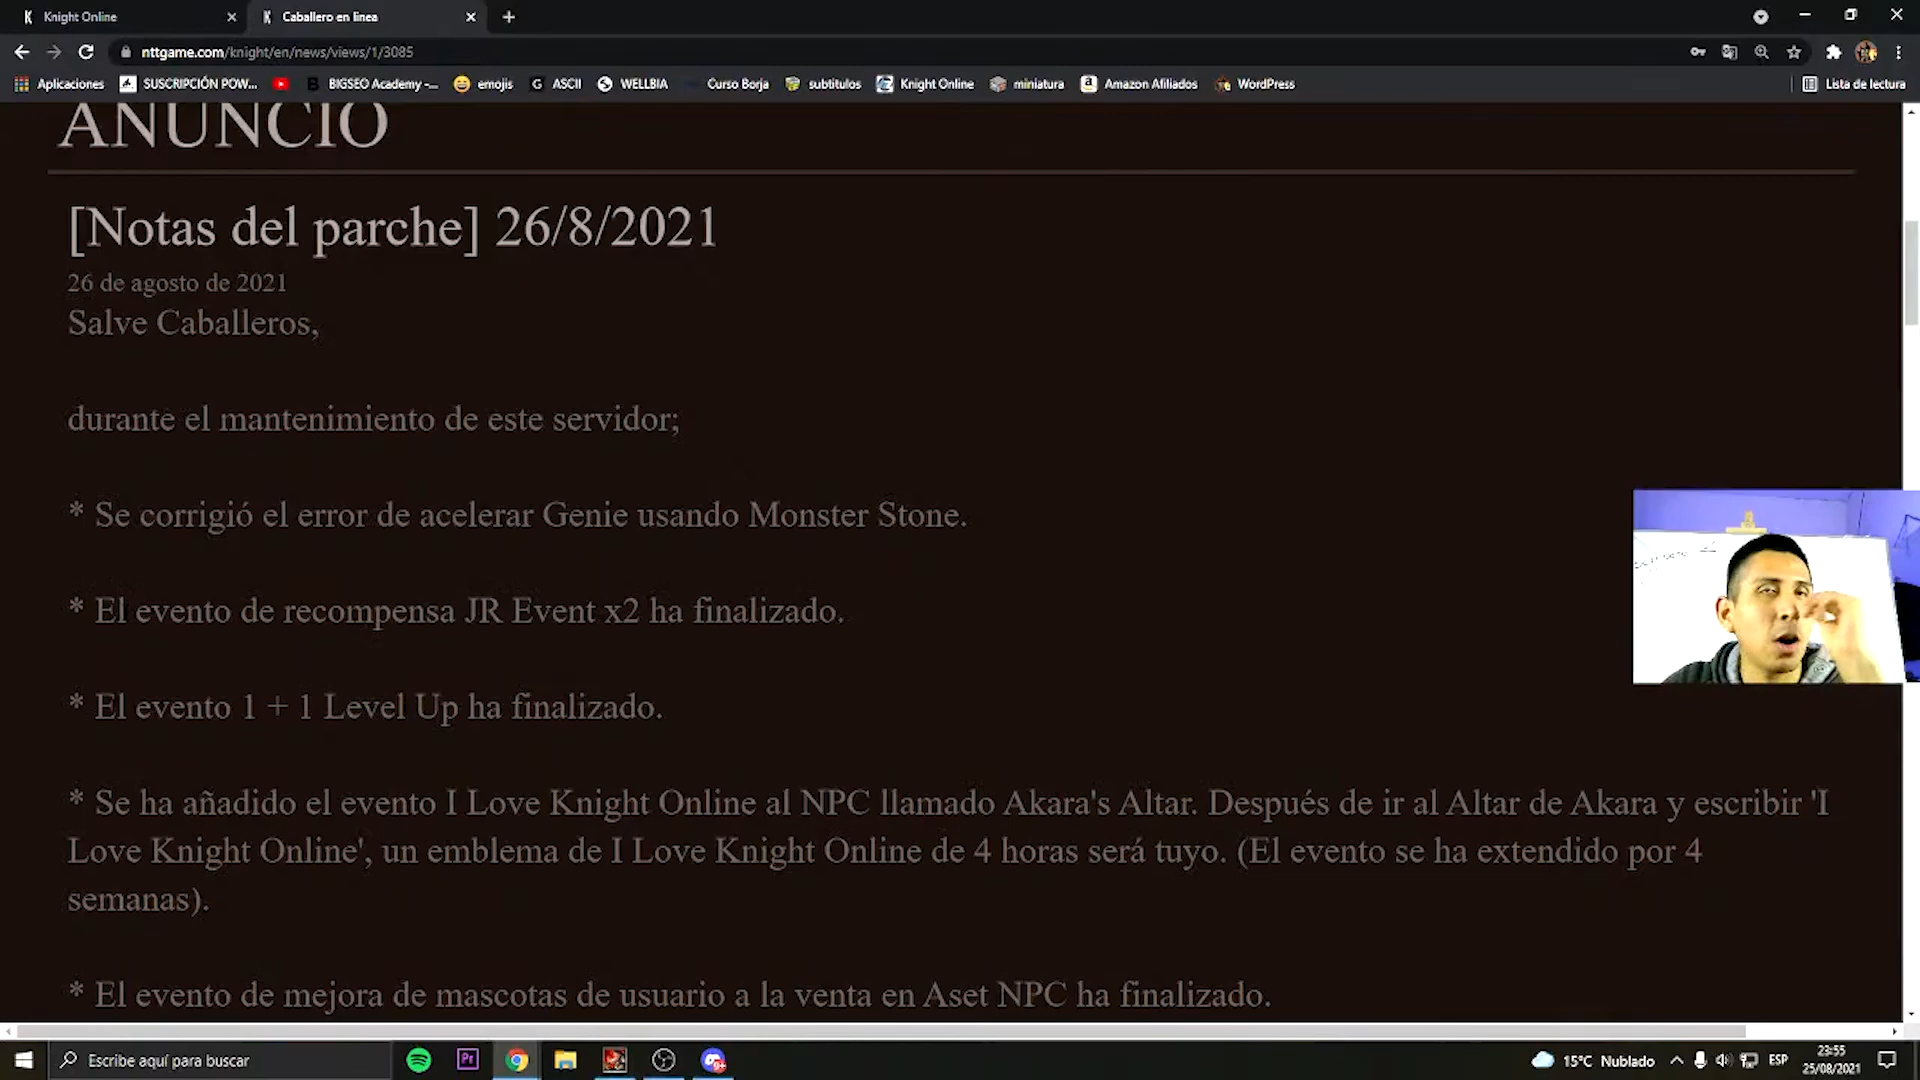 Knight Online
Caballero en linea
nttgame.com/knight/en/news/views/1/3085
Aplicaciones SUSCRIPCIÓN POW... BIGSEO Academy -... emojis ASCII WELLBIA Curso Borja subtitulos Knight Online miniatura Amazon Afiliados WordPress Lista de lectura
ANUNCIO
[Notas del parche] 26/8/2021
26 de agosto de 2021
Salve Caballeros,
durante el mantenimiento de este servidor;
* Se corrigió el error de acelerar Genie usando Monster Stone.
* El evento de recompensa JR Event x2 ha finalizado.
* El evento 1 + 1 Level Up ha finalizado.
* Se ha añadido el evento I Love Knight Online al NPC llamado Akara's Altar. Después de ir al Altar de Akara y escribir 'I
Love Knight Online', un emblema de I Love Knight Online de 4 horas será tuyo. (El evento se ha extendido por 4
semanas).
* El evento de mejora de mascotas de usuario a la venta en Aset NPC ha finalizado.
Escribe aquí para buscar
15°C Nublado
ESP
23:55
25/08/2021